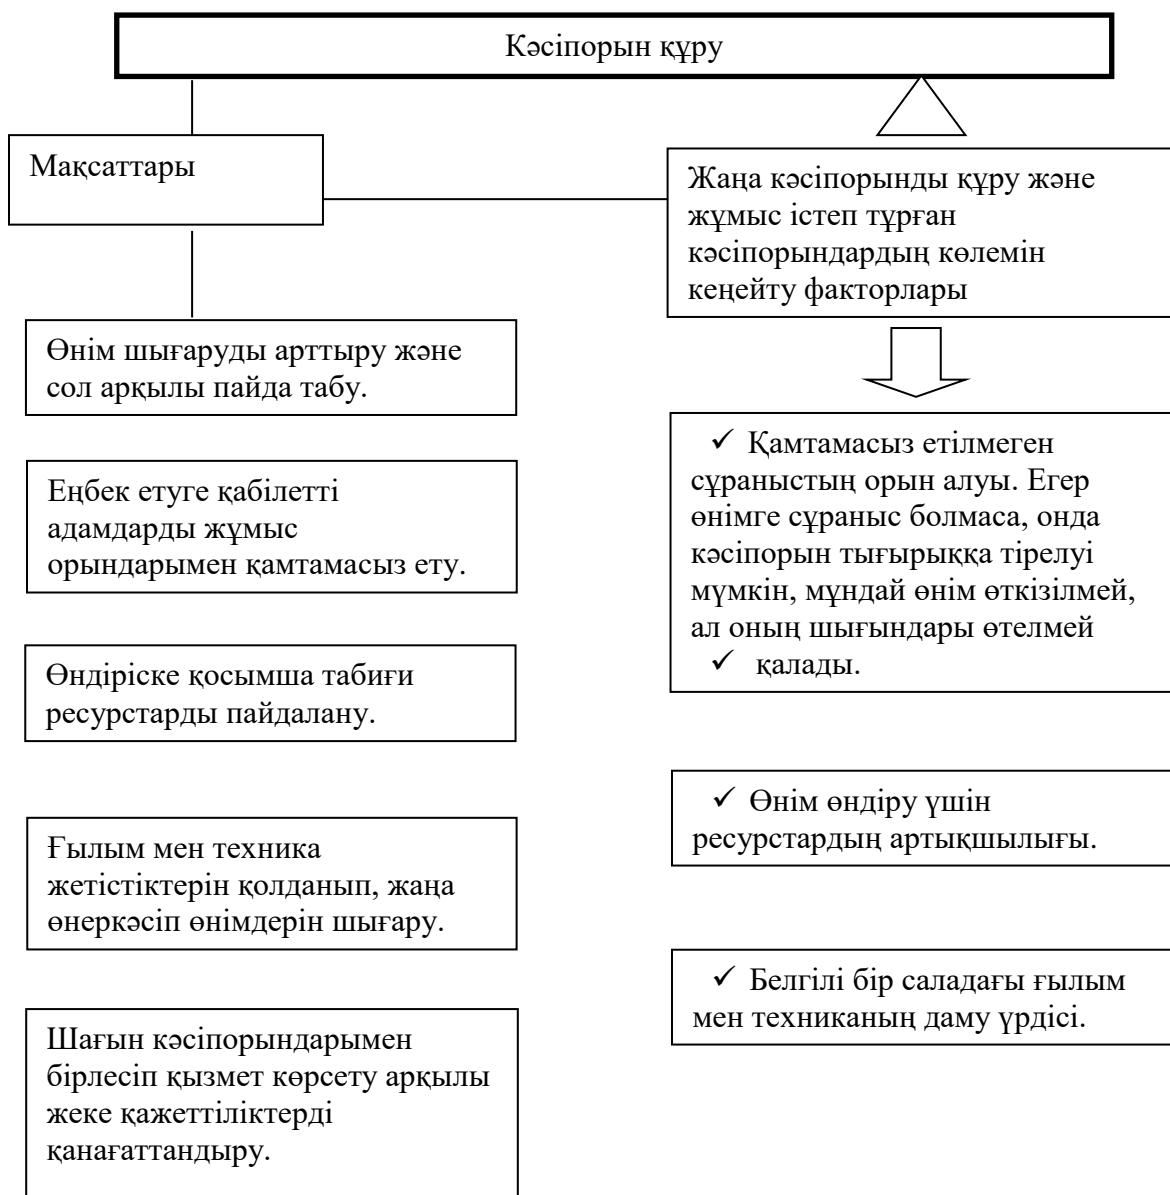 Кәсіпорын құру
Мақсаттары
Өнім шығаруды арттыру және
сол арқылы пайда табу.
Еңбек етуге қабілетті
адамдарды жұмыс
орындарымен қамтамасыз ету.
Өндіріске қосымша табиғи
ресурстарды пайдалану.
Ғылым мен техника
жетістіктерін қолданып, жаңа
өнеркәсіп өнімдерін шығару.
Шағын кәсіпорындарымен
бірлесіп қызмет көрсету арқылы
жеке қажеттіліктерді
қанағаттандыру.
Жаңа кәсіпорынды құру және
жұмыс істеп тұрған
кәсіпорындардың көлемін
кеңейту факторлары
✓ Қамтамасыз етілмеген
сұраныстың орын алуы. Егер
өнімге сұраныс болмаса, онда
кәсіпорын тығырыққа тірелуі
мүмкін, мұндай өнім өткізілмей,
ал оның шығындары өтелмей
✓ қалады.
✓ Өнім өндіру үшін
ресурстардың артықшылығы.
✓ Белгілі бір саладағы ғылым
мен техниканың даму үрдісі.